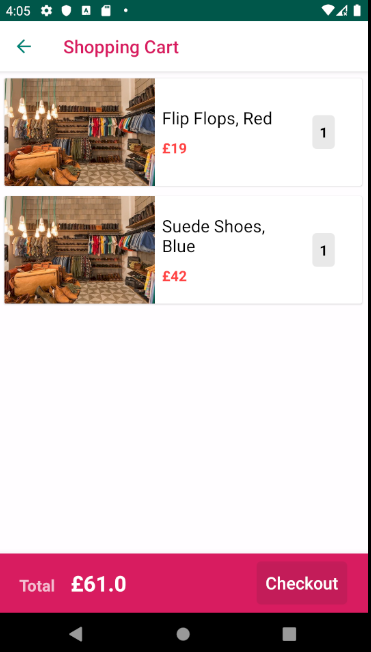 4:05
Shopping Cart
Flip Flops, Red
£19
1
Suede Shoes,
Blue
£42
1
Total £61.0
Checkout